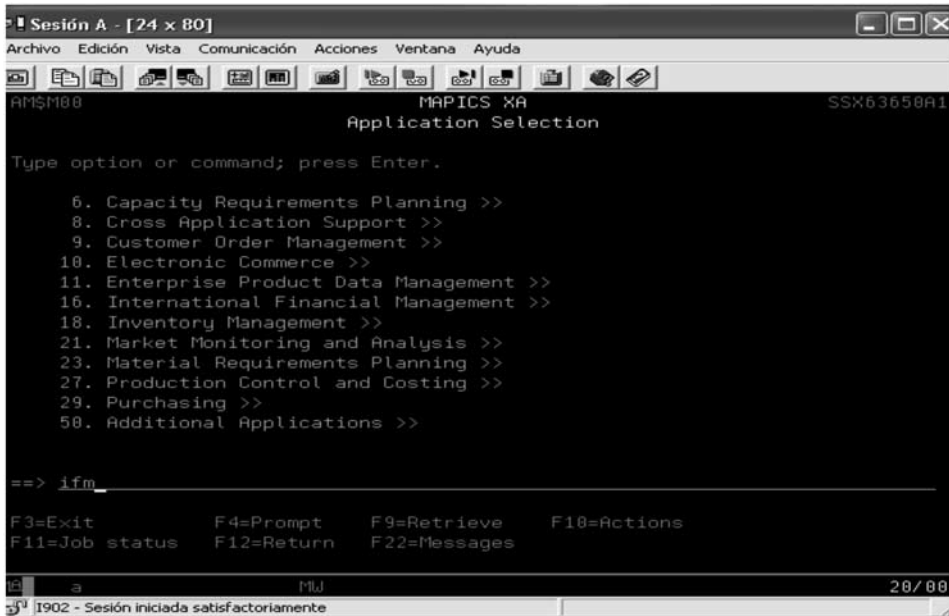 Sesión A - [24 x 80]
Archivo Edición Vista Comunicación Acciones Ventana Ayuda
AM$M00 MAPICS XA SSX63650A1
Application Selection
Type option or command; press Enter.
6. Capacity Requirements Planning >>
8. Cross Application Support >>
9. Customer Order Management >>
10. Electronic Commerce >>
11. Enterprise Product Data Management >>
16. International Financial Management >>
18. Inventory Management >>
21. Market Monitoring and Analysis >>
23. Material Requirements Planning >>
27. Production Control and Costing >>
29. Purchasing >>
50. Additional Applications >>
==> ifm_
F3=Exit F4=Prompt F9=Retrieve F10=Actions
F11=Job status F12=Return F22=Messages
a MW 20/08
I902 - Sesión iniciada satisfactoriamente